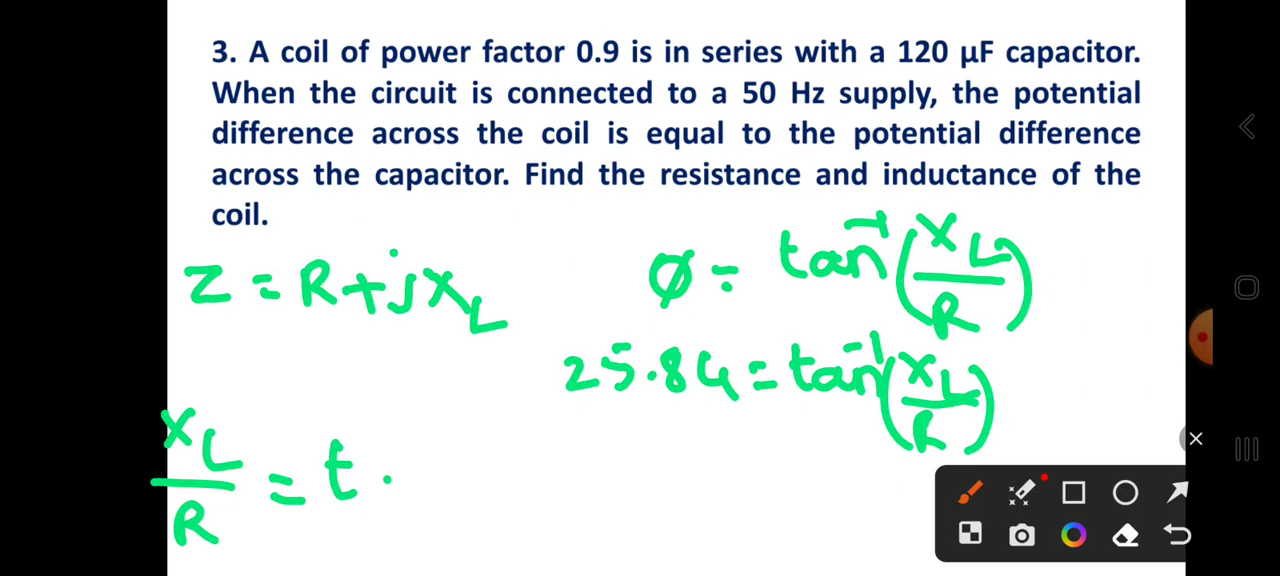 3. A coil of power factor 0.9 is in series with a 120 µF capacitor.
When the circuit is connected to a 50 Hz supply, the potential
difference across the coil is equal to the potential difference
across the capacitor. Find the resistance and inductance of the
coil.
Z = R + jX_L
Ø = tan⁻¹(X_L/R)
25.84 = tan⁻¹(X_L/R)
X_L/R = t.